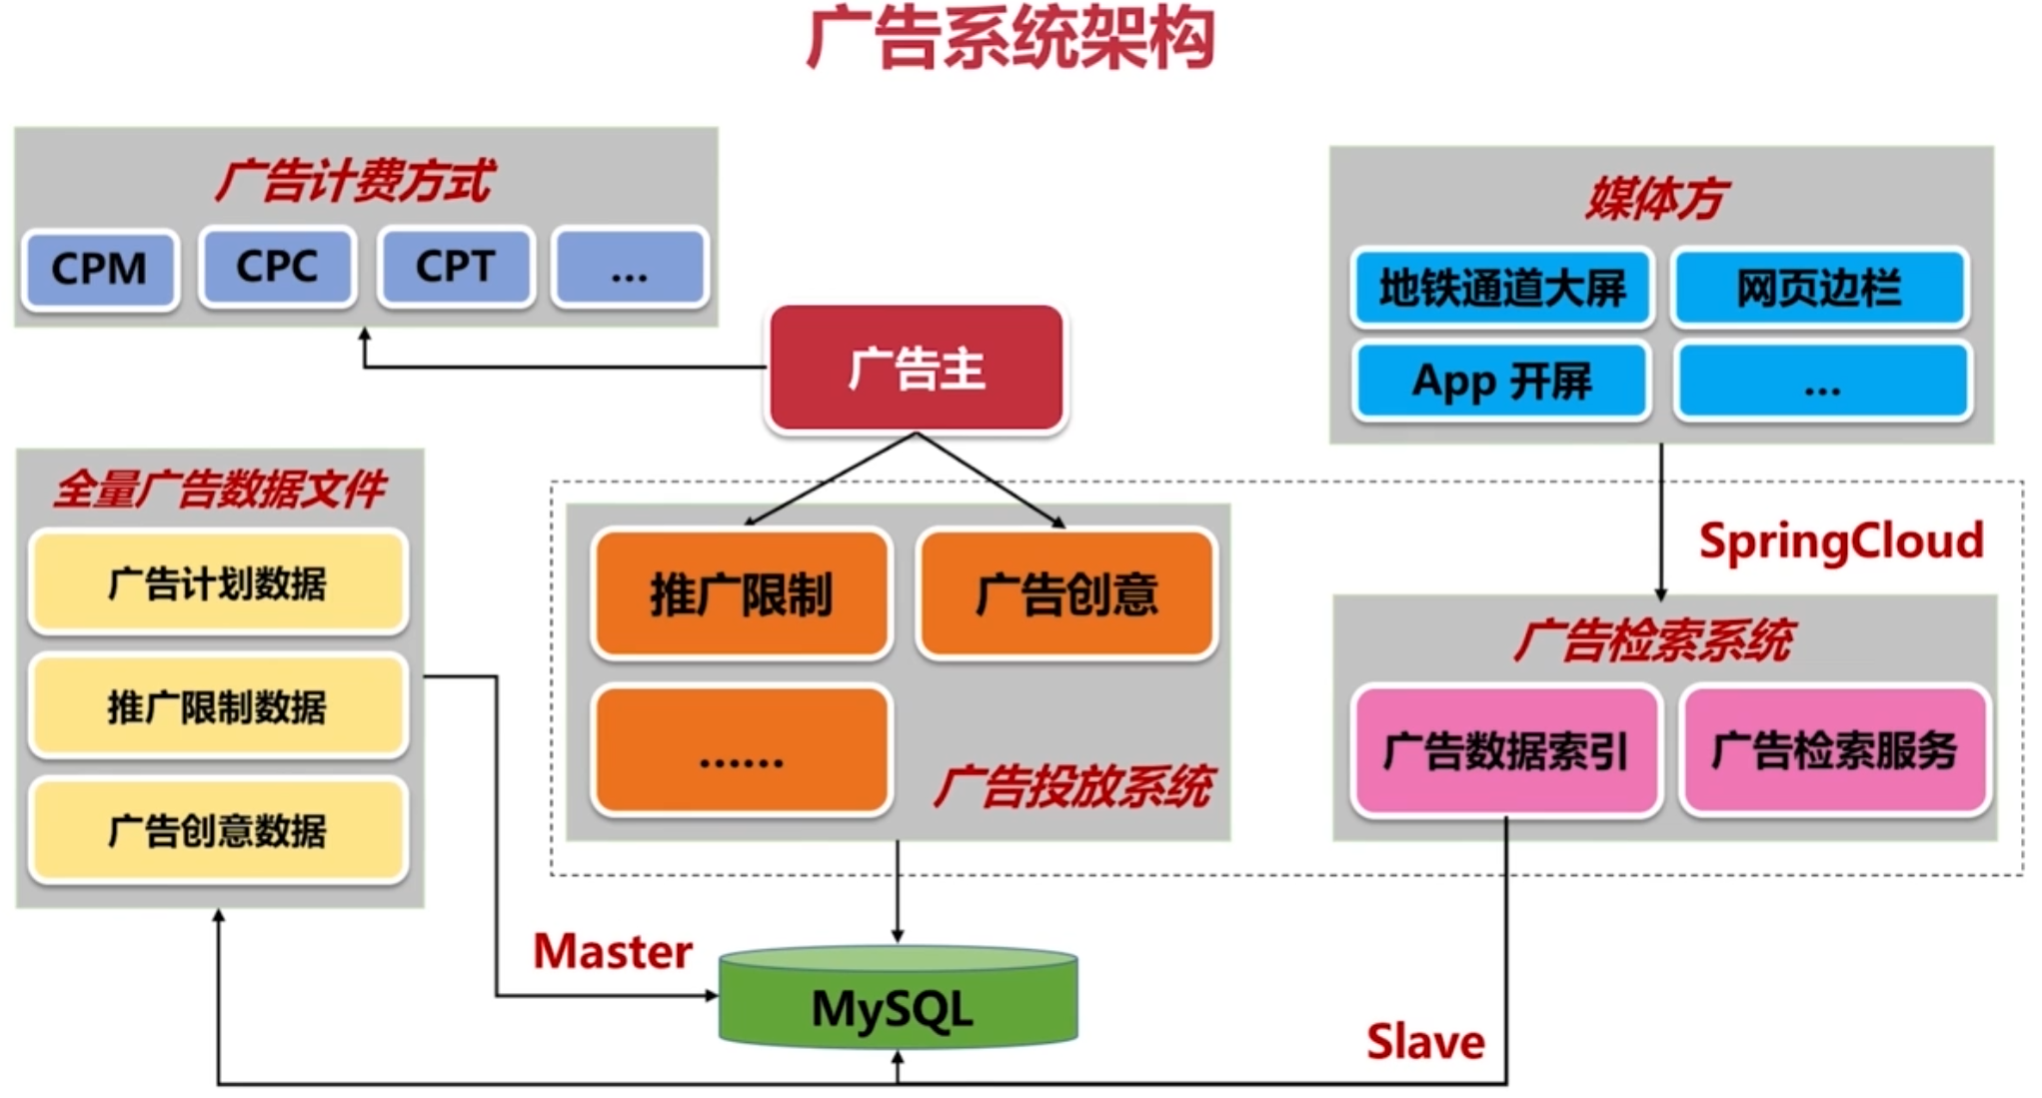 广告系统架构
广告计费方式
CPM
CPC
CPT
...
广告主
媒体方
地铁通道大屏
网页边栏
App 开屏
...
全量广告数据文件
广告计划数据
推广限制数据
广告创意数据
推广限制
广告创意
......
广告投放系统
SpringCloud
广告检索系统
广告数据索引
广告检索服务
Master
MySQL
Slave